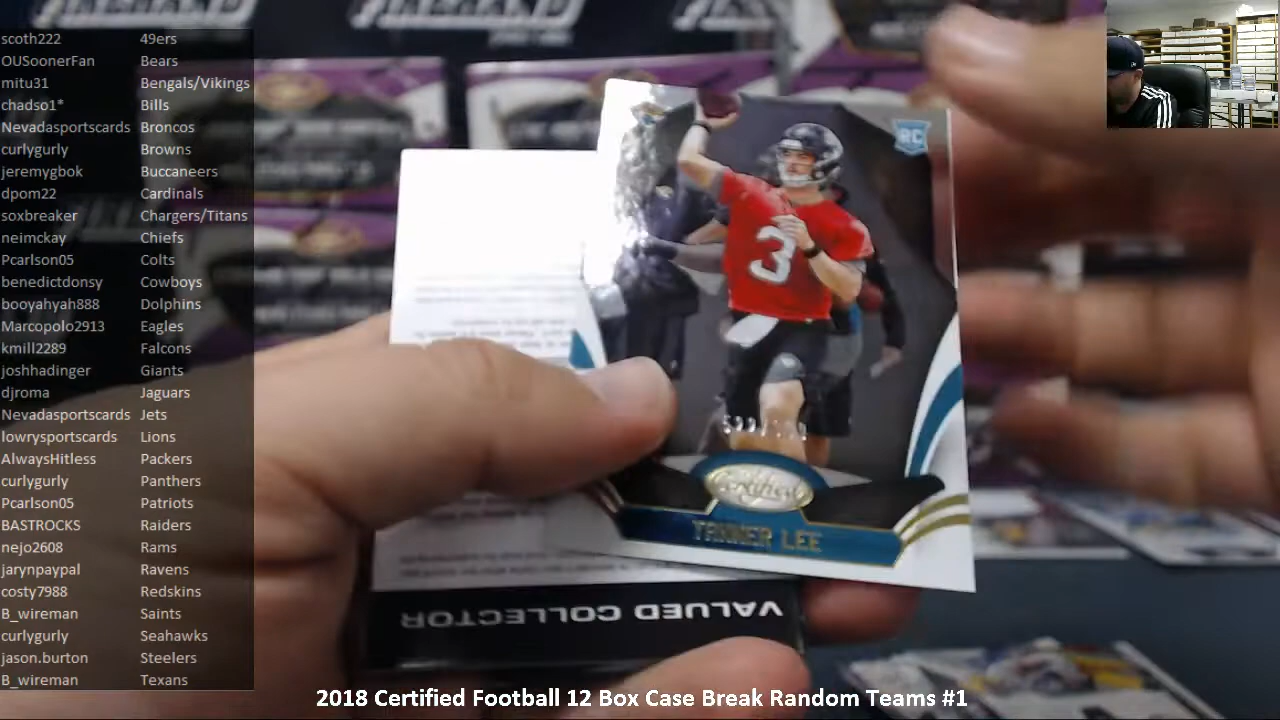 scoth222 49ers
OUSoonerFan Bears
mitu31 Bengals/Vikings
chadso1* Bills
Nevadasportscards Broncos
curlygurly Browns
jeremygbok Buccaneers
dpom22 Cardinals
soxbreaker Chargers/Titans
neimckay Chiefs
Pcarlson05 Colts
benedictdonsy Cowboys
booyahyah888 Dolphins
Marcopolo2913 Eagles
kmill2289 Falcons
joshhadinger Giants
djroma Jaguars
Nevadasportscards Jets
lowrysportscards Lions
AlwaysHitless Packers
curlygurly Panthers
Pcarlson05 Patriots
BASTROCKS Raiders
nejo2608 Rams
jarynpaypal Ravens
costy7988 Redskins
B_wireman Saints
curlygurly Seahawks
jason.burton Steelers
B_wireman Texans
RC
3
Certified
TANNER LEE
VALUED COLLECTOR
2018 Certified Football 12 Box Case Break Random Teams #1